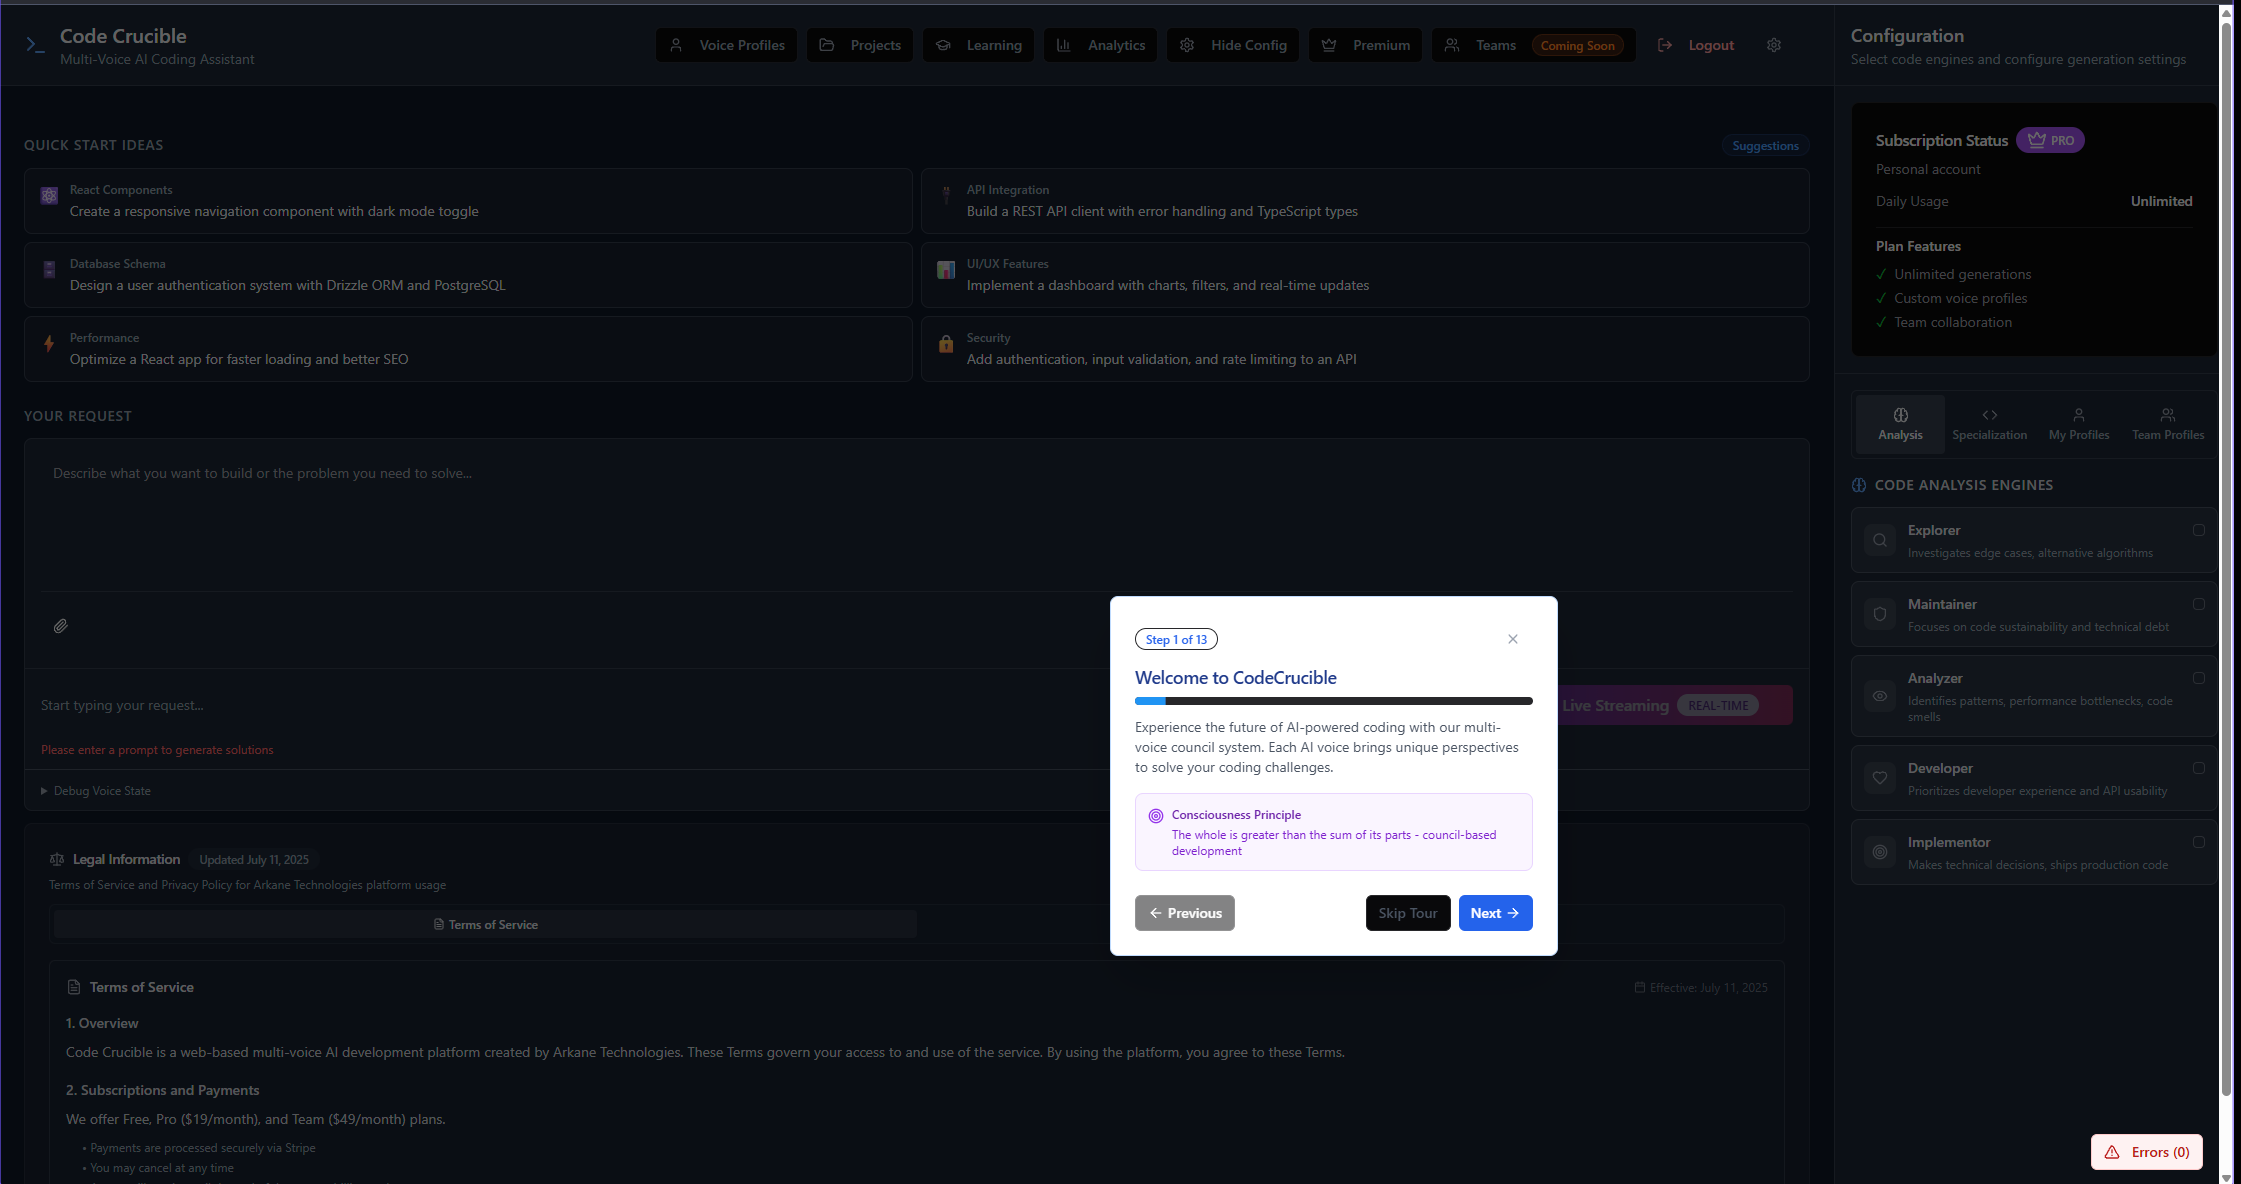 Code Crucible
Multi-Voice AI Coding Assistant
Voice Profiles
Projects
Learning
Analytics
Hide Config
Premium
Teams Coming Soon
Logout
QUICK START IDEAS
Suggestions
React Components
Create a responsive navigation component with dark mode toggle
API Integration
Build a REST API client with error handling and TypeScript types
Database Schema
Design a user authentication system with Drizzle ORM and PostgreSQL
UI/UX Features
Implement a dashboard with charts, filters, and real-time updates
Performance
Optimize a React app for faster loading and better SEO
Security
Add authentication, input validation, and rate limiting to an API
YOUR REQUEST
Describe what you want to build or the problem you need to solve...
Start typing your request...
Live Streaming REAL-TIME
Please enter a prompt to generate solutions
Debug Voice State
Legal Information Updated July 11, 2025
Terms of Service and Privacy Policy for Arkane Technologies platform usage
Terms of Service
Terms of Service
Effective: July 11, 2025
1. Overview
Code Crucible is a web-based multi-voice AI development platform created by Arkane Technologies. These Terms govern your access to and use of the service. By using the platform, you agree to these Terms.
2. Subscriptions and Payments
We offer Free, Pro ($19/month), and Team ($49/month) plans.
• Payments are processed securely via Stripe
• You may cancel at any time
Step 1 of 13
Welcome to CodeCrucible
Experience the future of AI-powered coding with our multi-
voice council system. Each AI voice brings unique perspectives
to solve your coding challenges.
Consciousness Principle
The whole is greater than the sum of its parts - council-based
development
Previous
Skip Tour
Next
Configuration
Select code engines and configure generation settings
Subscription Status PRO
Personal account
Daily Usage Unlimited
Plan Features
✓ Unlimited generations
✓ Custom voice profiles
✓ Team collaboration
Analysis
Specialization
My Profiles
Team Profiles
CODE ANALYSIS ENGINES
Explorer
Investigates edge cases, alternative algorithms
Maintainer
Focuses on code sustainability and technical debt
Analyzer
Identifies patterns, performance bottlenecks, code
smells
Developer
Prioritizes developer experience and API usability
Implementor
Makes technical decisions, ships production code
Errors (0)